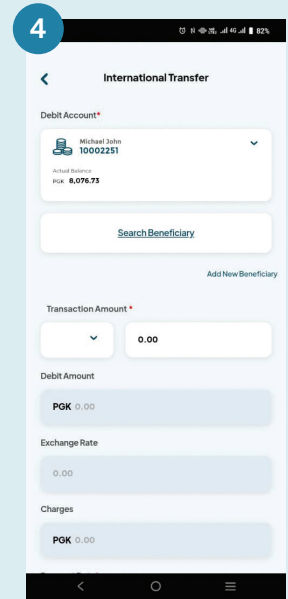 4
4G 82%
International Transfer
Debit Account*
Michael John
10002251
Actual Balance
PGK 8,076.73
Search Beneficiary
Add New Beneficiary
Transaction Amount *
0.00
Debit Amount
PGK 0.00
Exchange Rate
0.00
Charges
PGK 0.00